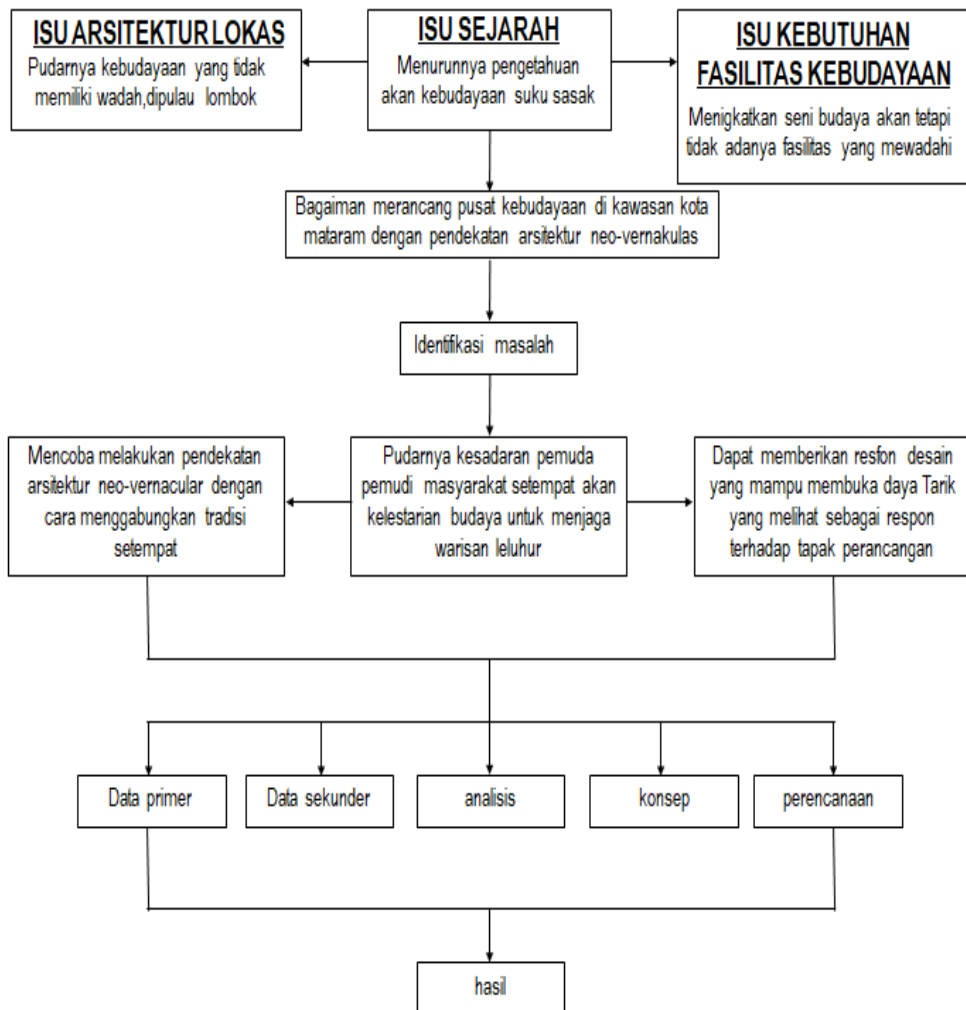 ISU ARSITEKTUR LOKAS
Pudarnya kebudayaan yang tidak
memiliki wadah,dipulau lombok
ISU SEJARAH
Menurunnya pengetahuan
akan kebudayaan suku sasak
ISU KEBUTUHAN
FASILITAS KEBUDAYAAN
Menigkatkan seni budaya akan tetapi
tidak adanya fasilitas yang mewadahi
Bagaiman merancang pusat kebudayaan di kawasan kota
mataram dengan pendekatan arsitektur neo-vernakulas
Identifikasi masalah
Mencoba melakukan pendekatan
arsitektur neo-vernacular dengan
cara menggabungkan tradisi
setempat
Pudarnya kesadaran pemuda
pemudi masyarakat setempat akan
kelestarian budaya untuk menjaga
warisan leluhur
Dapat memberikan resfon desain
yang mampu membuka daya Tarik
yang melihat sebagai respon
terhadap tapak perancangan
Data primer
Data sekunder
analisis
konsep
perencanaan
hasil